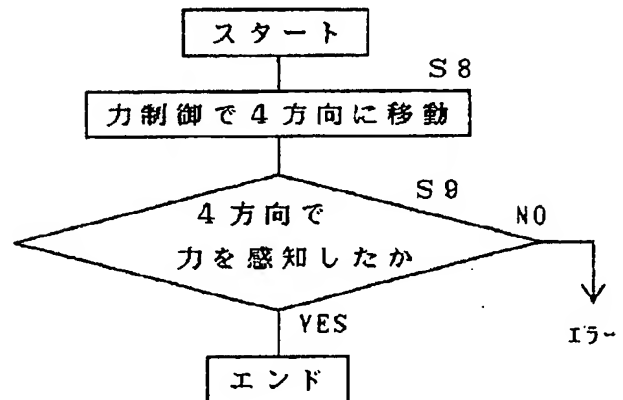 スタート
S8
力制御で4方向に移動
S9
4方向で
力を感知したか
NO
YES
エラー
エンド